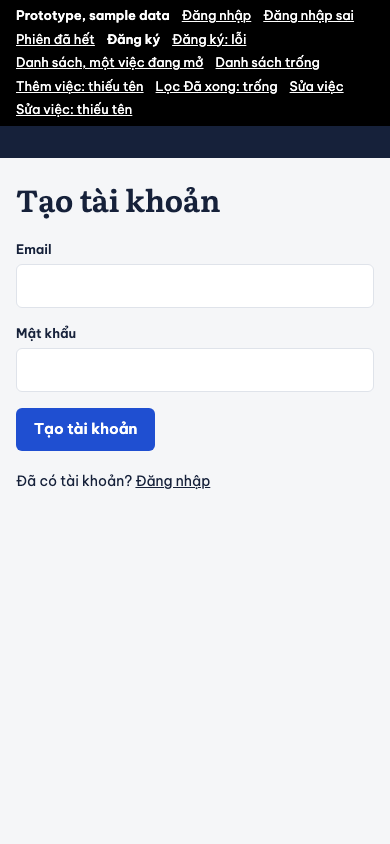 Prototype, sample data Đăng nhập Đăng nhập sai
Phiên đã hết Đăng ký Đăng ký: lỗi
Danh sách, một việc đang mở Danh sách trống
Thêm việc: thiếu tên Lọc Đã xong: trống Sửa việc
Sửa việc: thiếu tên
Tạo tài khoản
Email
Mật khẩu
Tạo tài khoản
Đã có tài khoản? Đăng nhập